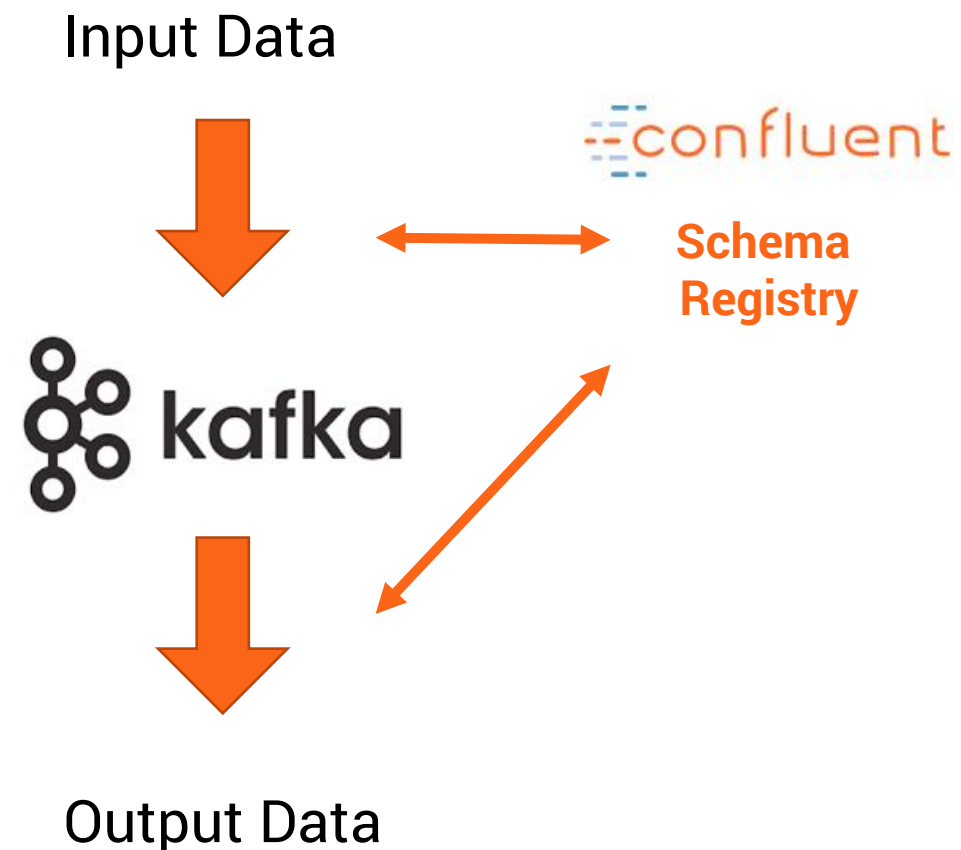 Input Data
confluent
Schema
Registry
kafka
Output Data